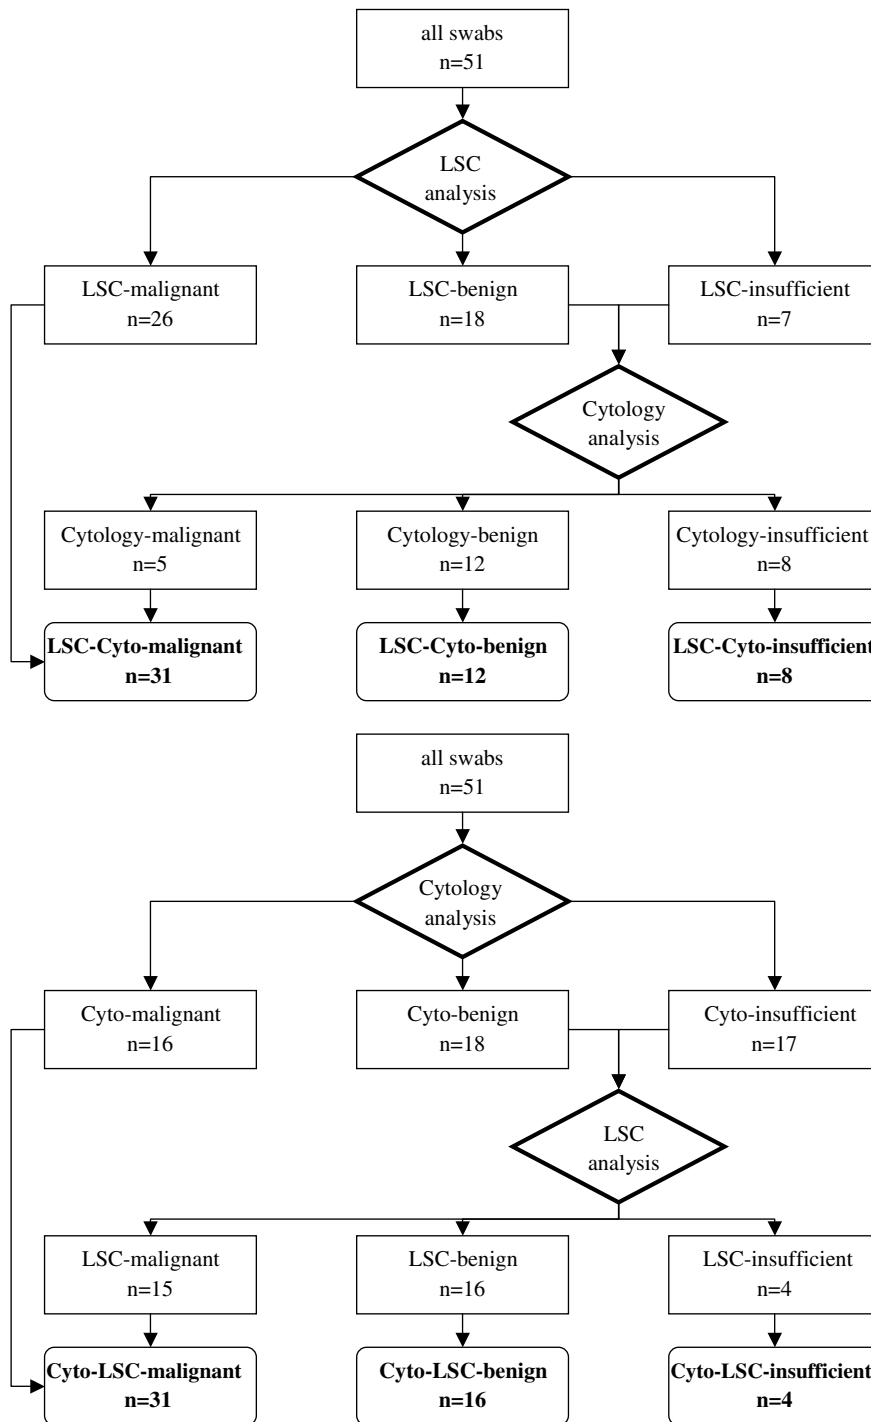 all swabs
n=51
LSC
analysis
LSC-malignant
n=26
LSC-benign
n=18
LSC-insufficient
n=7
Cytology
analysis
Cytology-malignant
n=5
Cytology-benign
n=12
Cytology-insufficient
n=8
LSC-Cyto-malignant
n=31
LSC-Cyto-benign
n=12
LSC-Cyto-insufficient
n=8
all swabs
n=51
Cytology
analysis
Cyto-malignant
n=16
Cyto-benign
n=18
Cyto-insufficient
n=17
LSC
analysis
LSC-malignant
n=15
LSC-benign
n=16
LSC-insufficient
n=4
Cyto-LSC-malignant
n=31
Cyto-LSC-benign
n=16
Cyto-LSC-insufficient
n=4